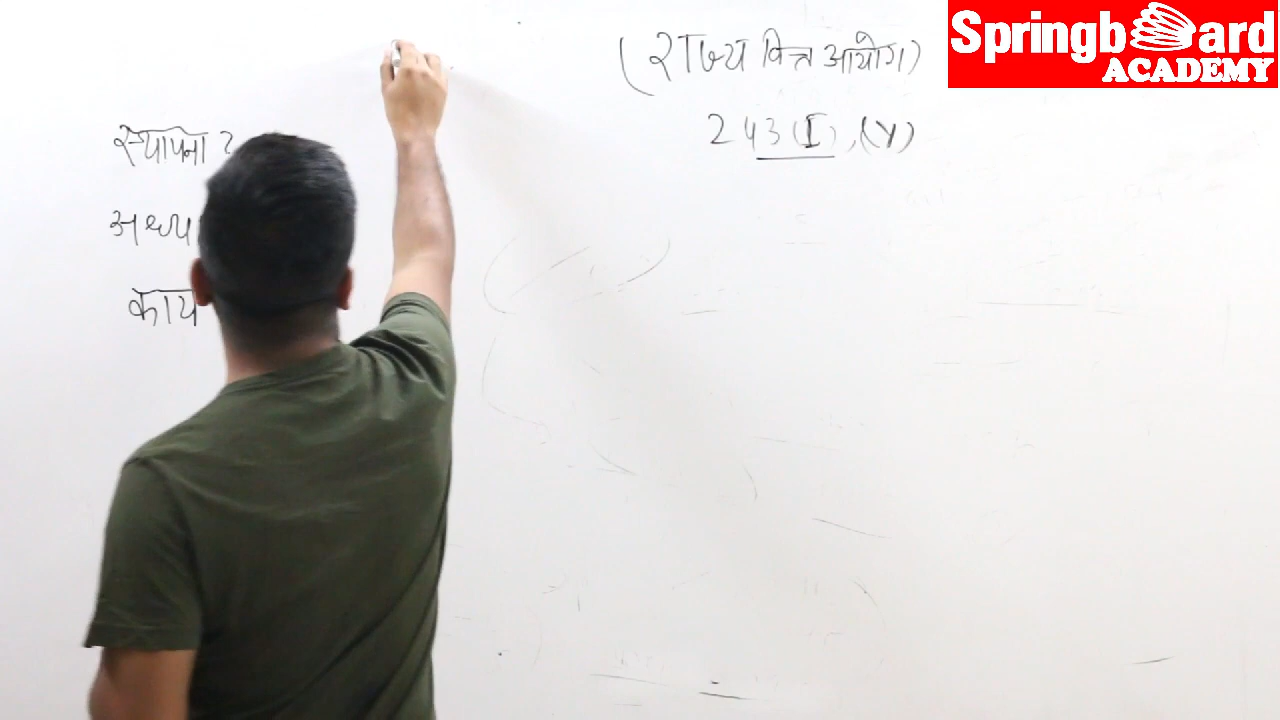 Springboard
ACADEMY
(राज्य वित्त आयोग)
243(I),(Y)
स्थापना ?
अध्य
कार्य